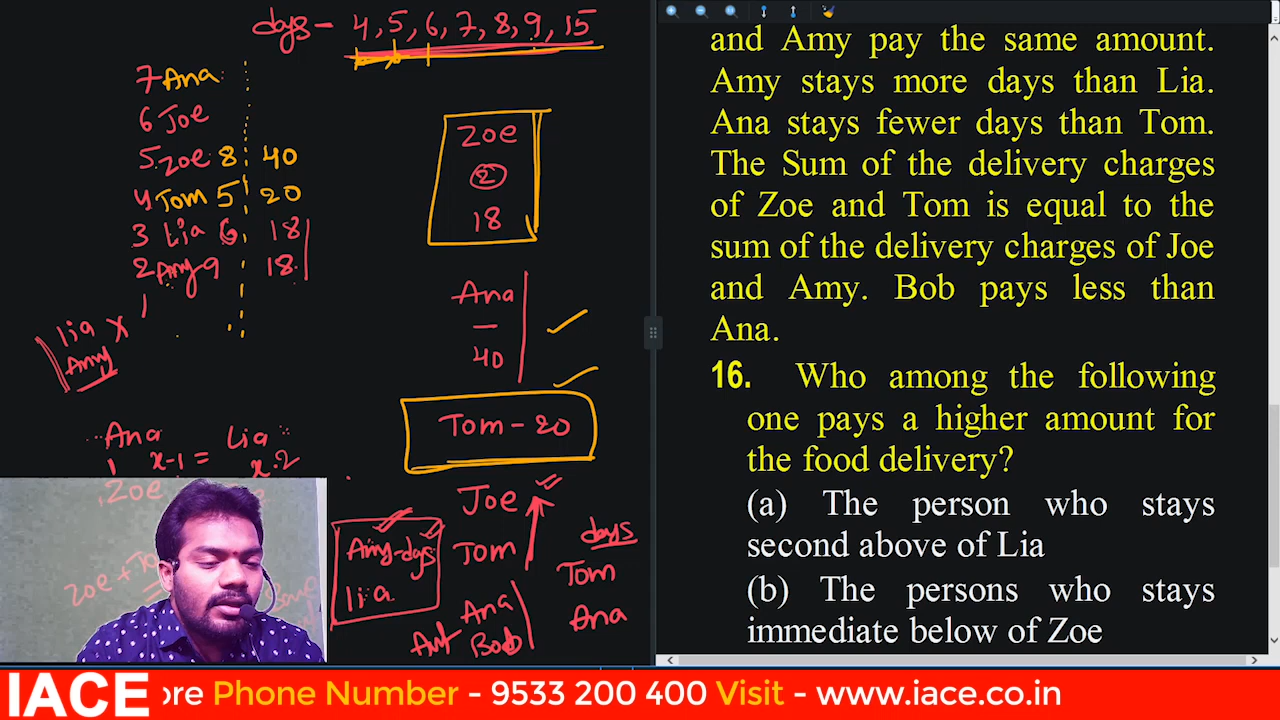 days - 4, 5, 6, 7, 8, 9, 15
7 Ana
6 Joe
5 Zoe 8 40
4 Tom 5 20
3 Lia 6 18
2 Amy 9 18
1
lia x
Amy
Zoe
2
18
Ana
40
Tom - 20
Ana Lia
1 x-1 = x.2
Zoe
Zoe +
Joe
Tom
Ana
Bob
Amt
Amy-days
lia
days
Tom
Ana
and Amy pay the same amount.
Amy stays more days than Lia.
Ana stays fewer days than Tom.
The Sum of the delivery charges
of Zoe and Tom is equal to the
sum of the delivery charges of Joe
and Amy. Bob pays less than
Ana.
16. Who among the following
one pays a higher amount for
the food delivery?
(a) The person who stays
second above of Lia
(b) The persons who stays
immediate below of Zoe
IACE ore Phone Number - 9533 200 400 Visit - www.iace.co.in